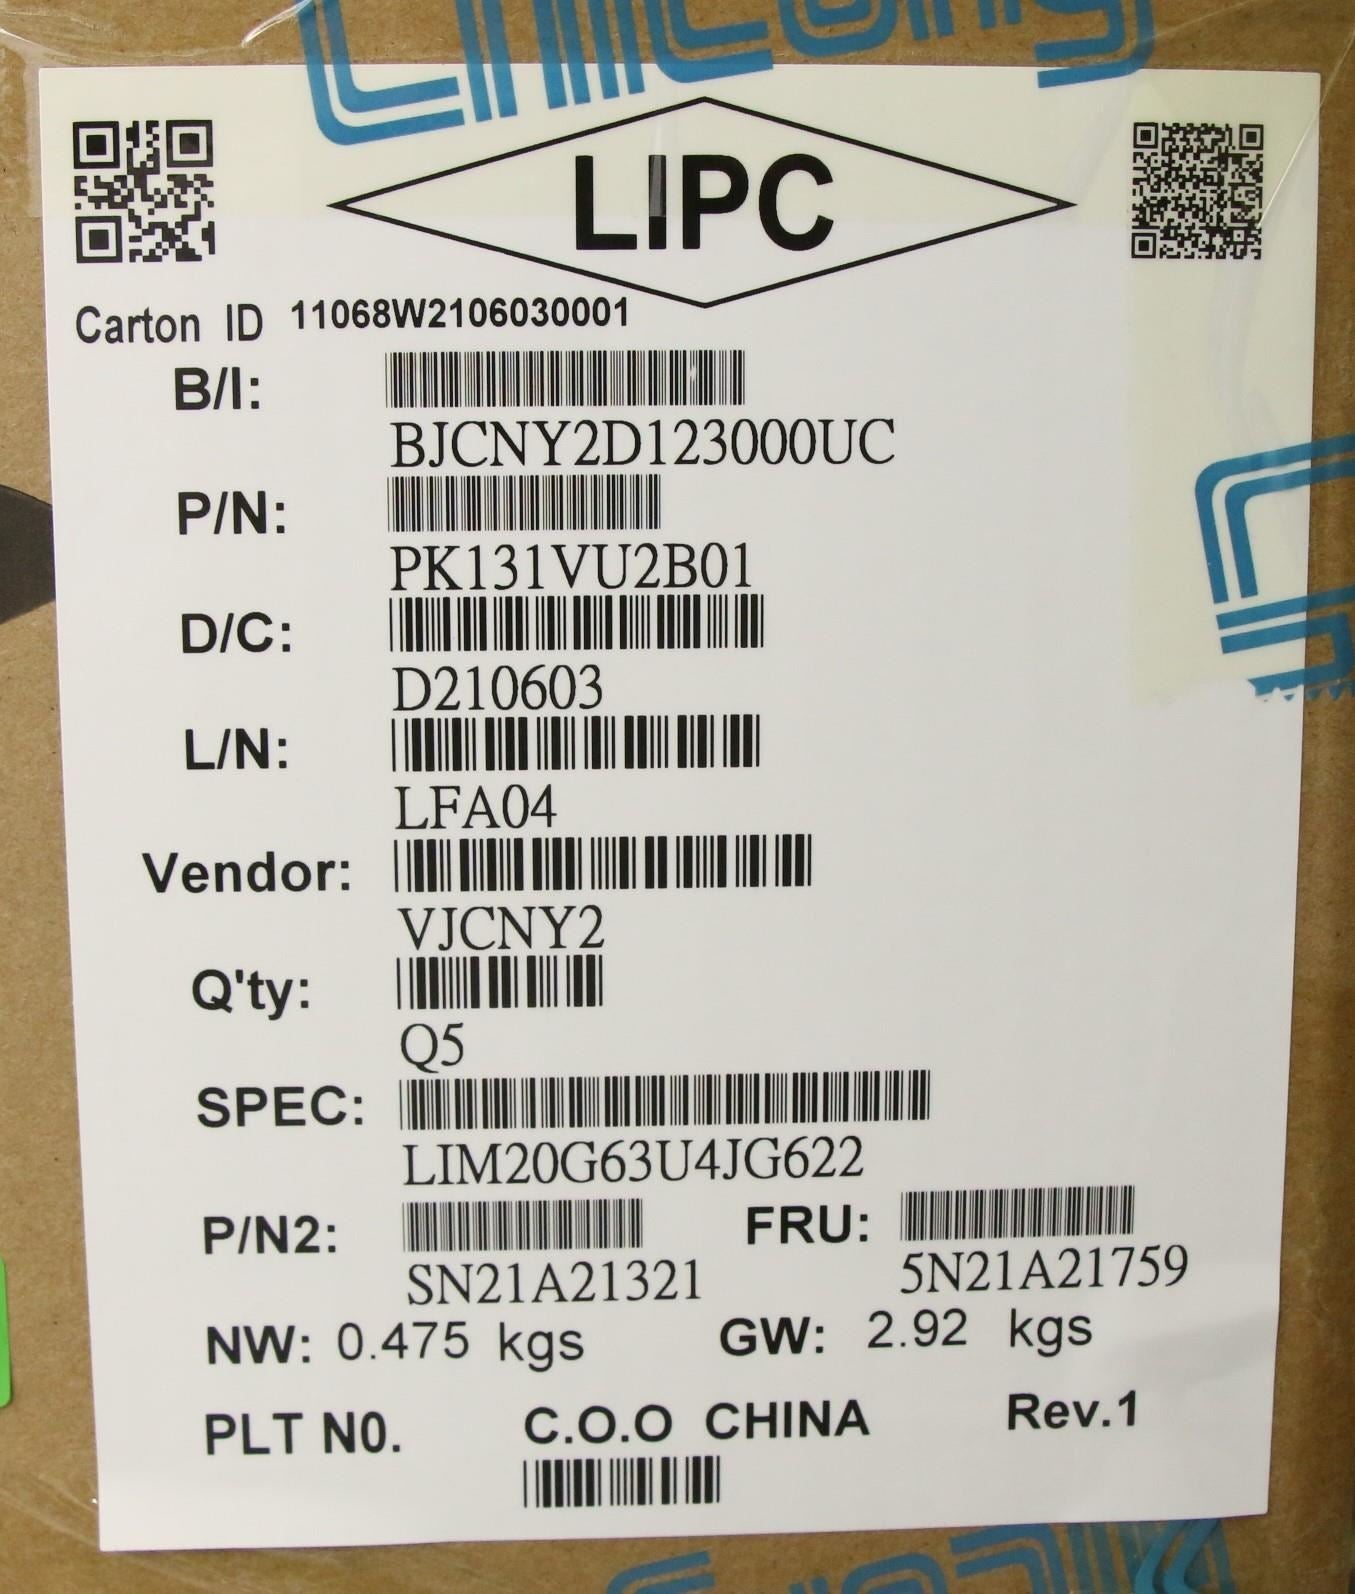 LIPC
Carton ID 11068W2106030001
B/I:
BJCNY2D123000UC
P/N:
PK131VU2B01
D/C:
D210603
L/N:
LFA04
Vendor:
VJCNY2
Q'ty:
Q5
SPEC:
LIM20G63U4JG622
P/N2: FRU:
SN21A21321 5N21A21759
NW: 0.475 kgs GW: 2.92 kgs
PLT N0. C.O.O CHINA Rev.1